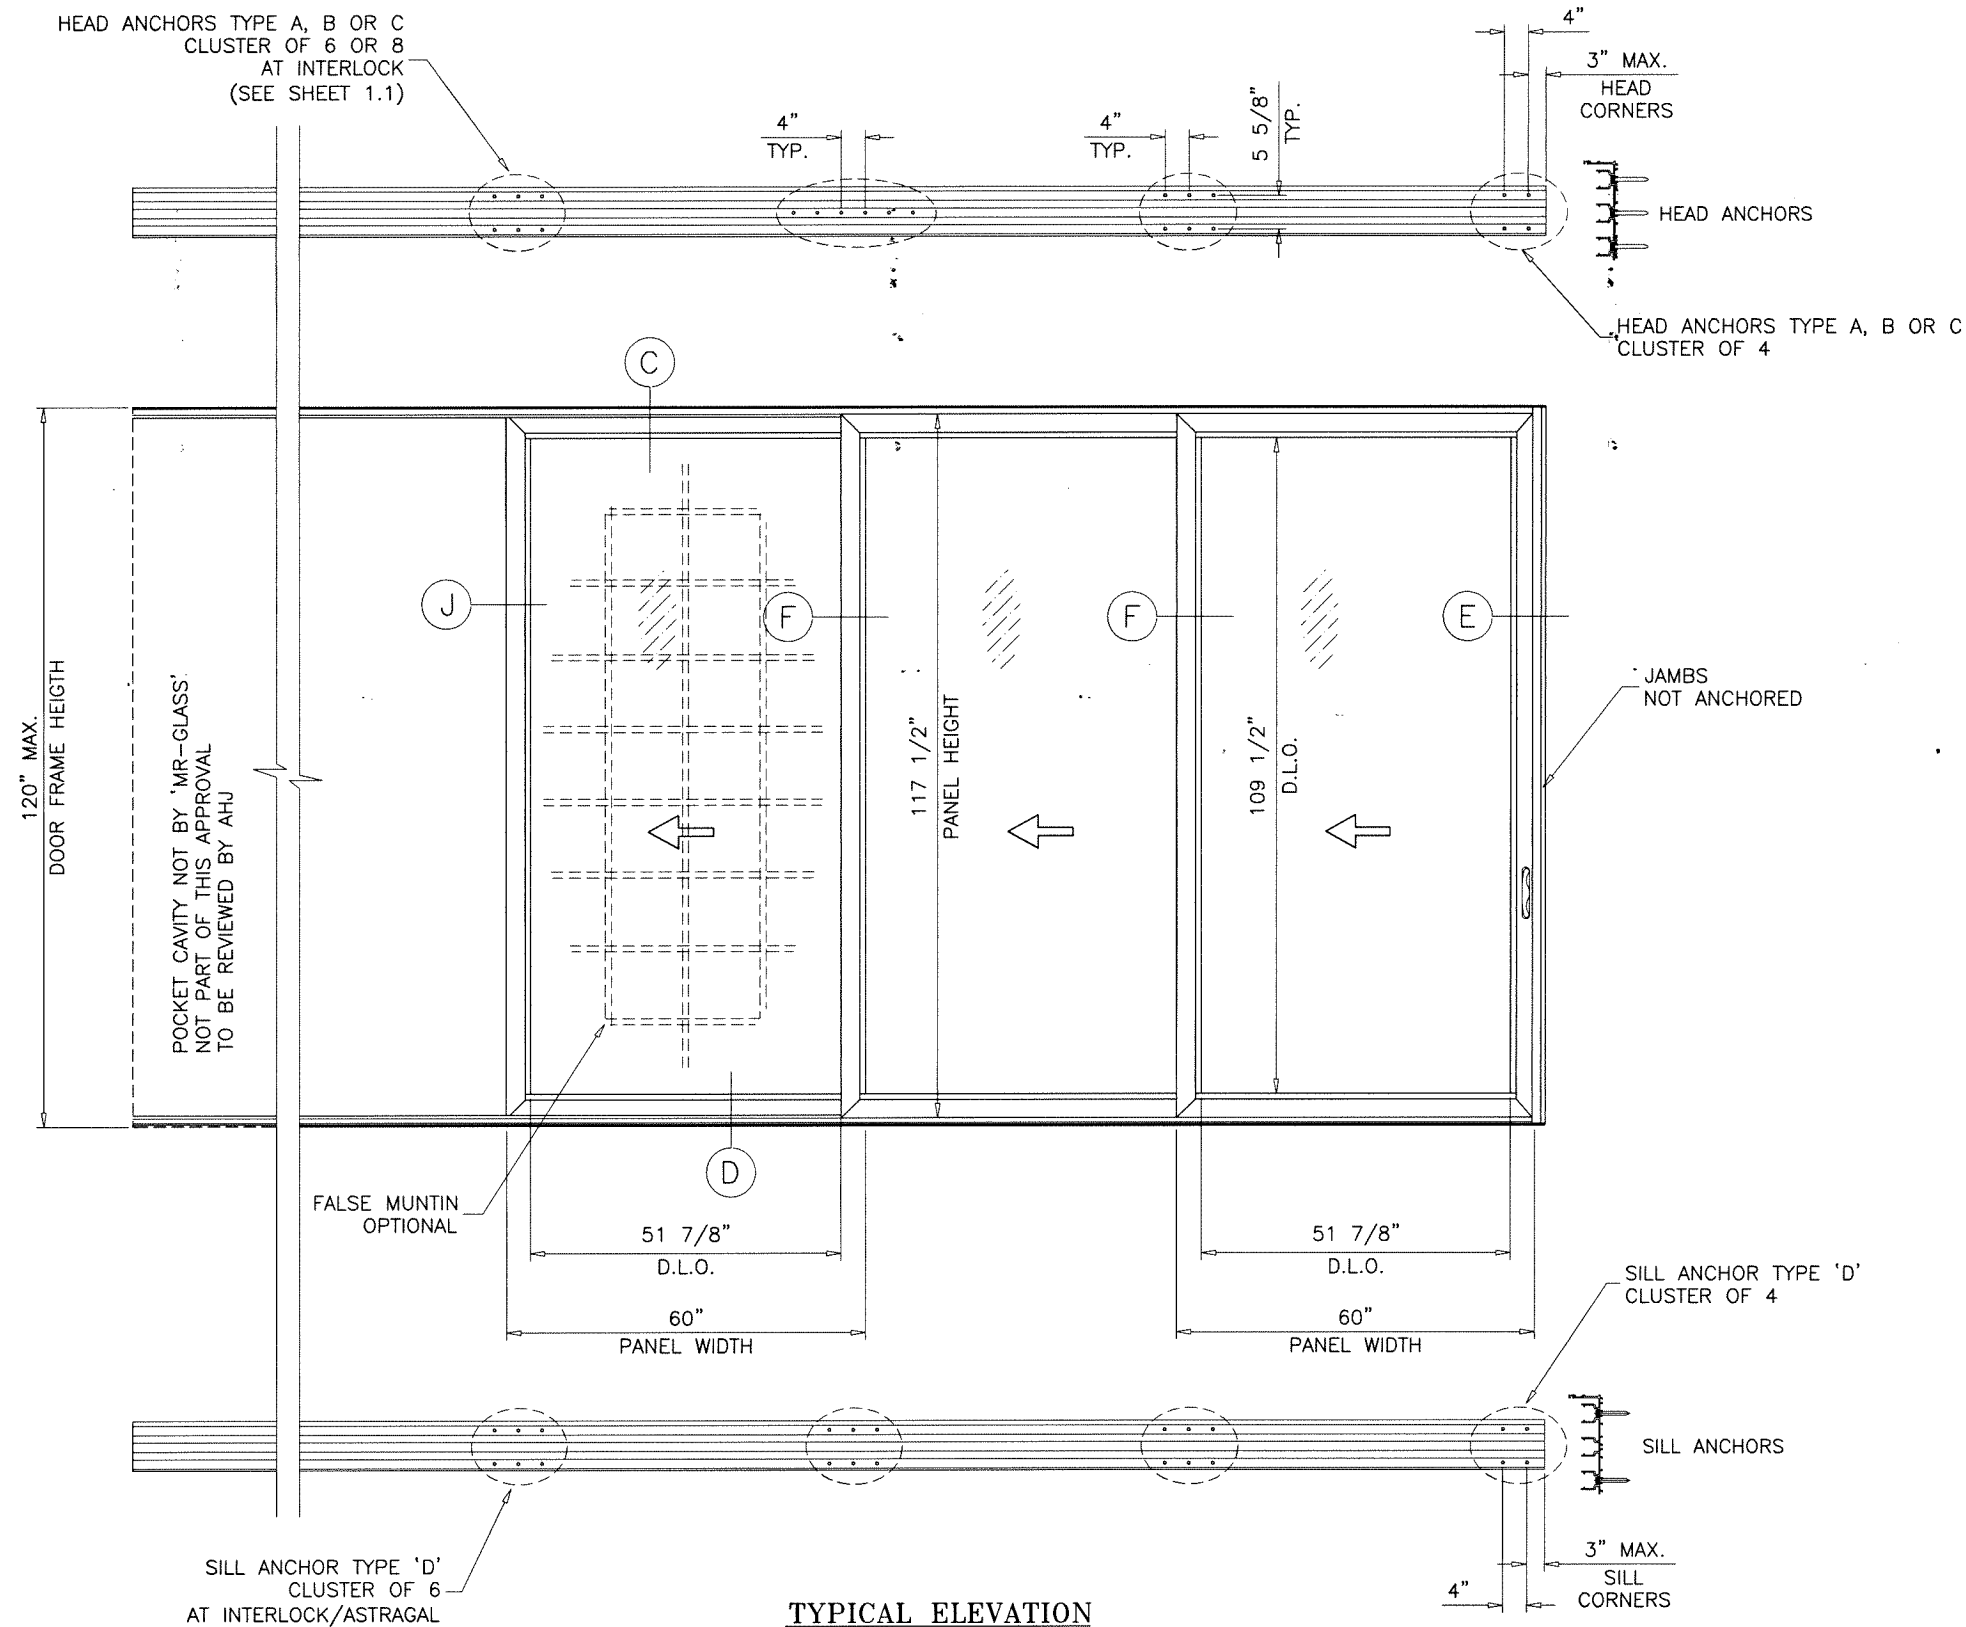 HEAD ANCHORS TYPE A, B OR C
CLUSTER OF 6 OR 8
AT INTERLOCK
(SEE SHEET 1.1)
4"
TYP.
4"
TYP.
5 5/8"
TYP.
4"
3" MAX.
HEAD
CORNERS
HEAD ANCHORS
HEAD ANCHORS TYPE A, B OR C
CLUSTER OF 4
C
J
F
F
E
JAMBS
NOT ANCHORED
120" MAX.
DOOR FRAME HEIGTH
POCKET CAVITY NOT BY 'MR-GLASS'
NOT PART OF THIS APPROVAL
TO BE REVIEWED BY AHJ
117 1/2"
PANEL HEIGHT
109 1/2"
D.L.O.
D
FALSE MUNTIN
OPTIONAL
51 7/8"
D.L.O.
51 7/8"
D.L.O.
60"
PANEL WIDTH
60"
PANEL WIDTH
SILL ANCHOR TYPE 'D'
CLUSTER OF 4
SILL ANCHORS
SILL ANCHOR TYPE 'D'
CLUSTER OF 6
AT INTERLOCK/ASTRAGAL
3" MAX.
SILL
CORNERS
4"
TYPICAL ELEVATION